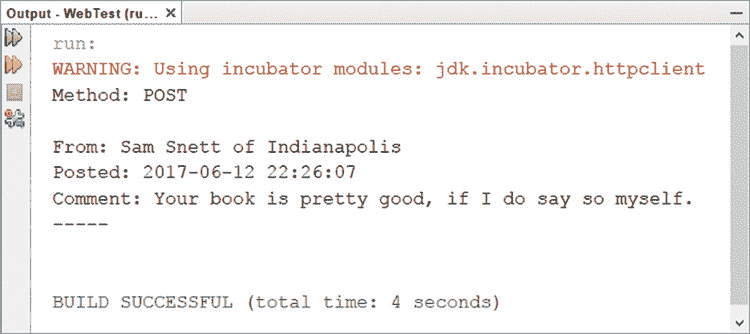 Output - WebTest (ru... ×
run:
WARNING: Using incubator modules: jdk.incubator.httpclient
Method: POST
From: Sam Snett of Indianapolis
Posted: 2017-06-12 22:26:07
Comment: Your book is pretty good, if I do say so myself.
-----
BUILD SUCCESSFUL (total time: 4 seconds)